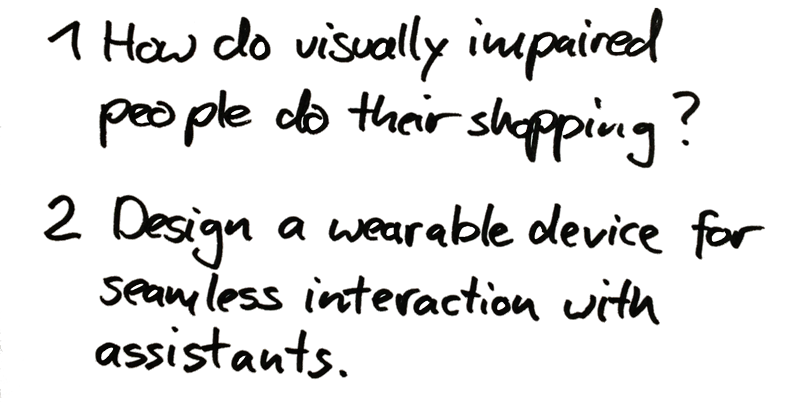 1 How do visually impaired
people do their shopping?
2 Design a wearable device for
seamless interaction with
assistants.